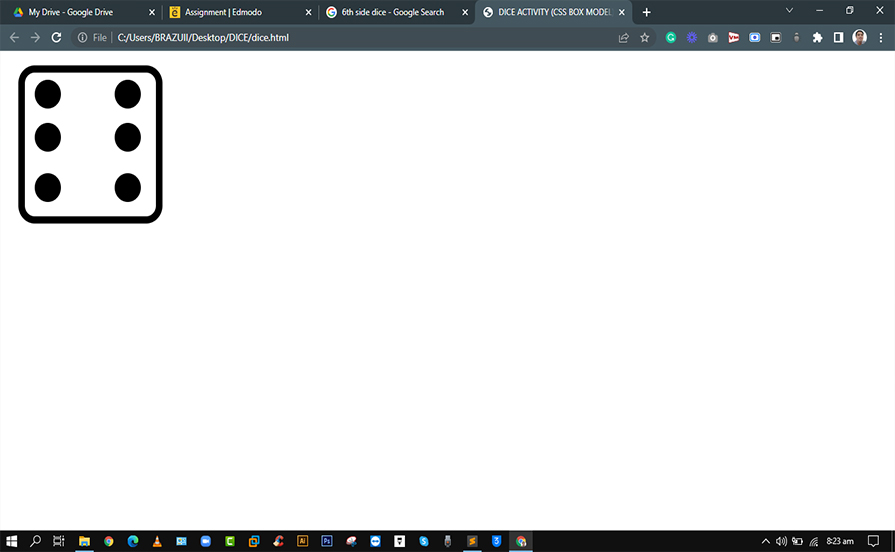 My Drive - Google Drive
Assignment | Edmodo
6th side dice - Google Search
DICE ACTIVITY (CSS BOX MODEL
File | C:/Users/BRAZUII/Desktop/DICE/dice.html
8:23 am